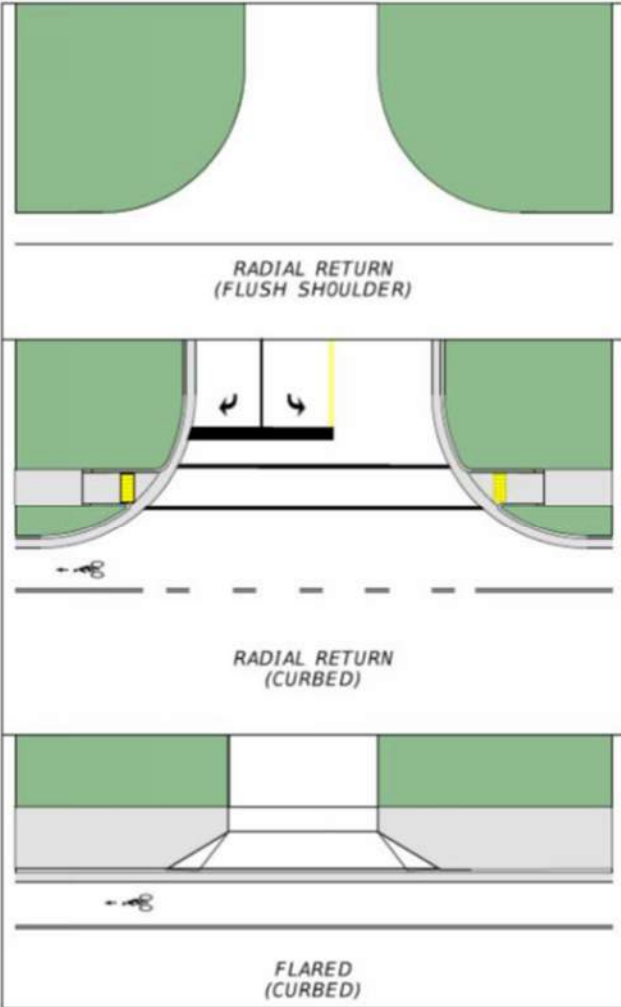 RADIAL RETURN
(FLUSH SHOULDER)
RADIAL RETURN
(CURBED)
FLARED
(CURBED)